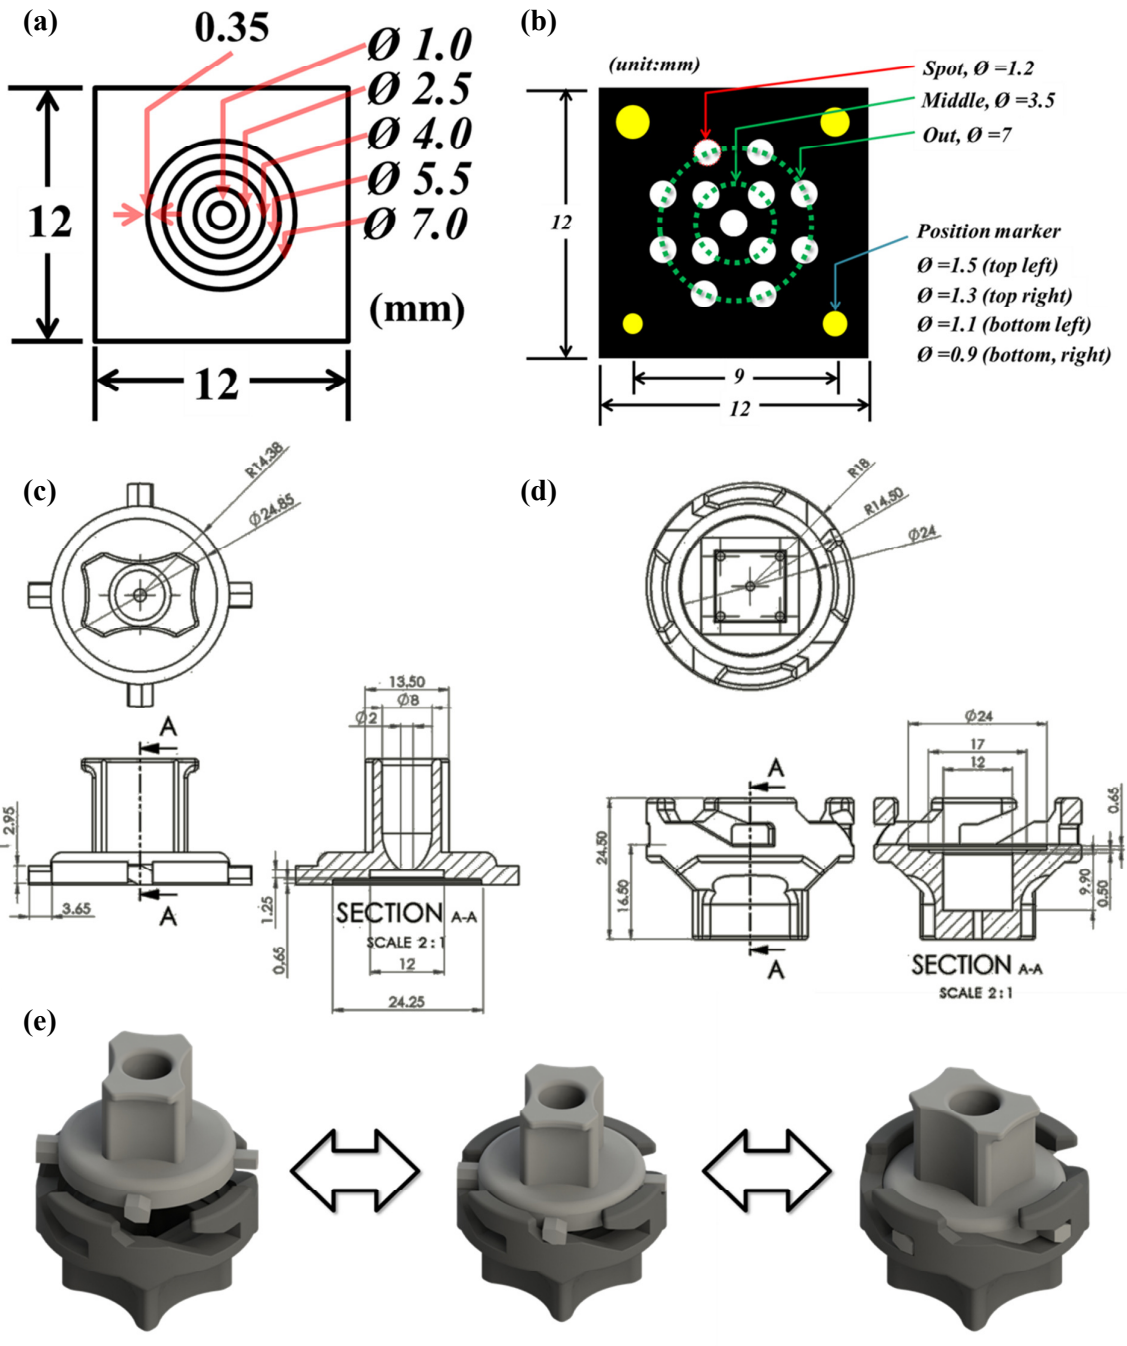 (a)
0.35
Ø 1.0
Ø 2.5
Ø 4.0
Ø 5.5
Ø 7.0
(mm)
12
12
(b)
(unit:mm)
Spot, Ø =1.2
Middle, Ø =3.5
Out, Ø =7
12
Position marker
Ø =1.5 (top left)
Ø =1.3 (top right)
Ø =1.1 (bottom left)
Ø =0.9 (bottom, right)
9
12
(c)
R14.38
Ø24.85
A
A
2.95
3.65
13.50
Ø8
Ø2
1.25
0.65
SECTION A-A
SCALE 2:1
12
24.25
(d)
R18
R14.50
Ø24
A
A
24.50
16.50
Ø24
17
12
0.65
9.90
0.50
SECTION A-A
SCALE 2:1
(e)